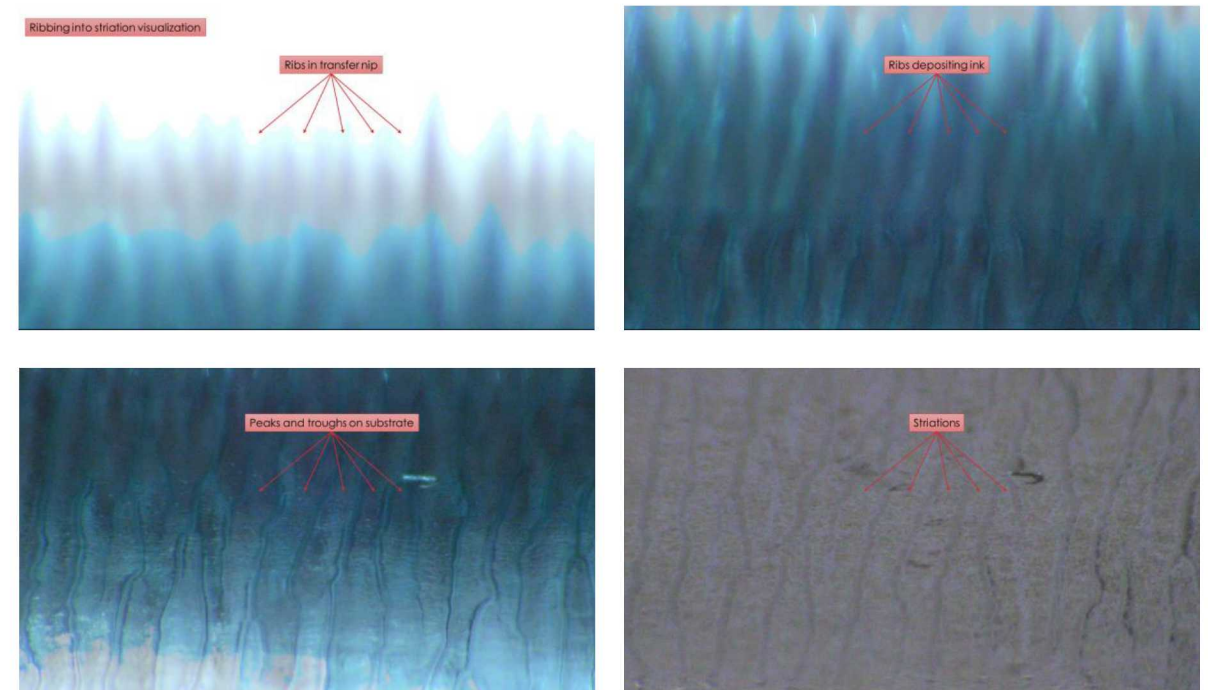 Ribbing into striation visualization
Ribs in transfer nip
Ribs depositing ink
Peaks and troughs on substrate
Striations